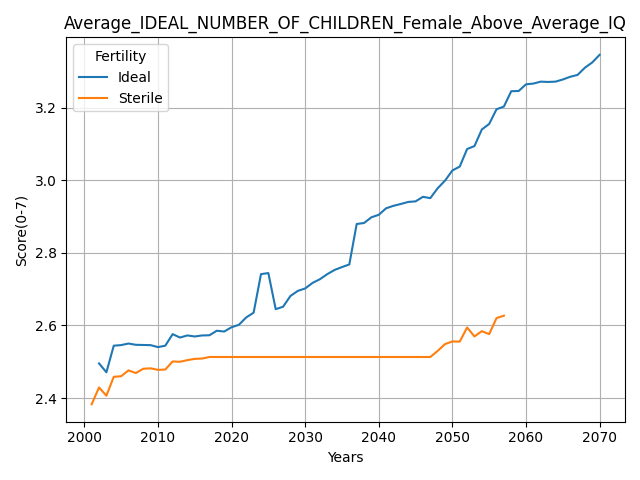 Average_IDEAL_NUMBER_OF_CHILDREN_Female_Above_Average_IQ
Fertility
Ideal
Sterile
Score(0-7)
3.2
3.0
2.8
2.6
2.4
2000 2010 2020 2030 2040 2050 2060 2070
Years